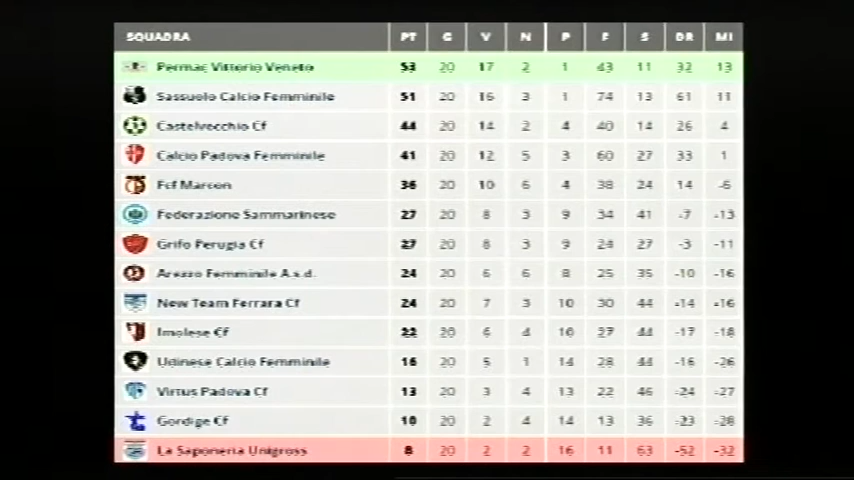 SQUADRA PT G V N P F S DR MI
Permac Vittorio Veneto 53 20 17 2 1 43 11 32 13
Sassuolo Calcio Femminile 51 20 16 3 1 74 13 61 11
Castelvecchio Cf 44 20 14 2 4 40 14 26 4
Calcio Padova Femminile 41 20 12 5 3 60 27 33 1
Fcf Marcon 36 20 10 6 4 38 24 14 -6
Federazione Sammarinese 27 20 8 3 9 34 41 -7 -13
Grifo Perugia Cf 27 20 8 3 9 24 27 -3 -11
Arezzo Femminile A.s.d. 24 20 6 6 8 25 35 -10 -16
New Team Ferrara Cf 24 20 7 3 10 30 44 -14 -16
Imolese Cf 22 20 6 4 10 27 44 -17 -18
Udinese Calcio Femminile 16 20 5 1 14 28 44 -16 -26
Virtus Padova Cf 13 20 3 4 13 22 46 -24 -27
Gordige Cf 10 20 2 4 14 13 36 -23 -28
La Saponeria Unigross 8 20 2 2 16 11 63 -52 -32